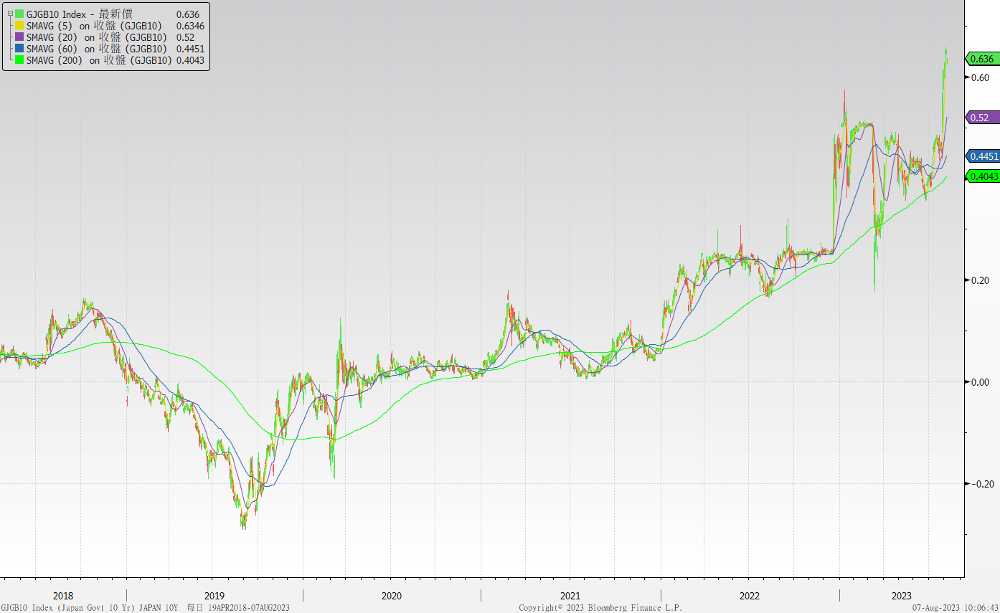 GJGB10 Index - 最新價 0.636
SMAVG (5) on 收盤 (GJGB10) 0.6346
SMAVG (20) on 收盤 (GJGB10) 0.52
SMAVG (60) on 收盤 (GJGB10) 0.4451
SMAVG (200) on 收盤 (GJGB10) 0.4043
0.636
0.60
0.52
0.4451
0.4043
0.20
0.00
-0.20
2018 2019 2020 2021 2022 2023
GJGB10 Index (Japan Govt 10 Yr) JAPAN 10Y 每日 19APR2018-07AUG2023 Copyright© 2023 Bloomberg Finance L.P. 07-Aug-2023 10:06:43